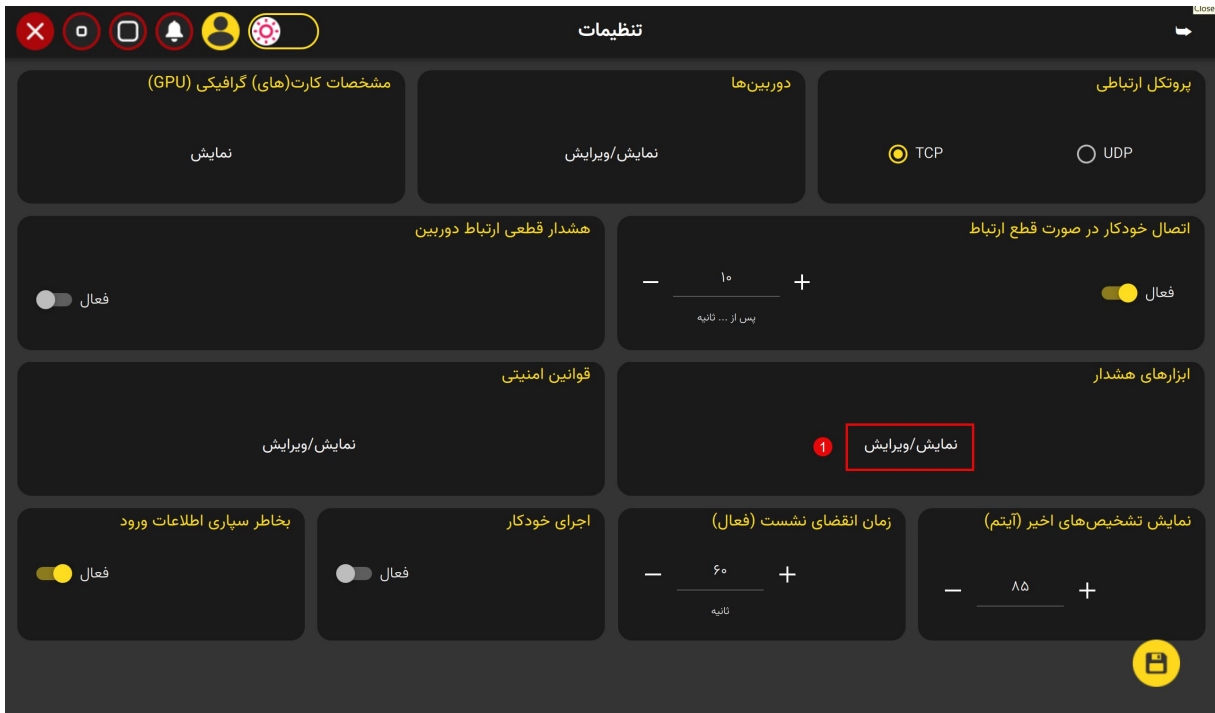 Close
تنظیمات
پروتکل ارتباطی
UDP
TCP
دوربین‌ها
نمایش/ویرایش
مشخصات کارت(های) گرافیکی (GPU)
نمایش
اتصال خودکار در صورت قطع ارتباط
فعال
+
۱۰
−
پس از ... ثانیه
هشدار قطعی ارتباط دوربین
فعال
ابزارهای هشدار
نمایش/ویرایش
1
قوانین امنیتی
نمایش/ویرایش
نمایش تشخیص‌های اخیر (آیتم)
+
۸۵
−
زمان انقضای نشست (فعال)
+
۶۰
−
ثانیه
اجرای خودکار
فعال
بخاطر سپاری اطلاعات ورود
فعال